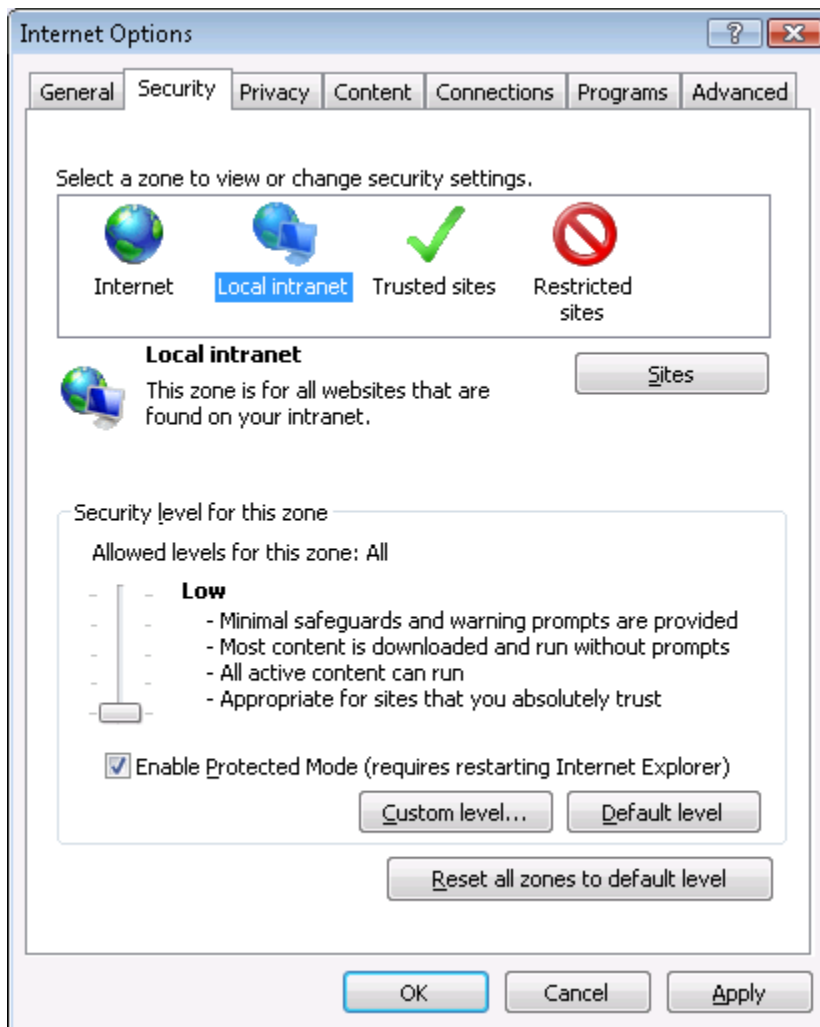 Internet Options
General Security Privacy Content Connections Programs Advanced
Select a zone to view or change security settings.
Internet Local intranet Trusted sites Restricted
sites
Local intranet
Sites
This zone is for all websites that are
found on your intranet.
Security level for this zone
Allowed levels for this zone: All
Low
- Minimal safeguards and warning prompts are provided
- Most content is downloaded and run without prompts
- All active content can run
- Appropriate for sites that you absolutely trust
Enable Protected Mode (requires restarting Internet Explorer)
Custom level... Default level
Reset all zones to default level
OK Cancel Apply